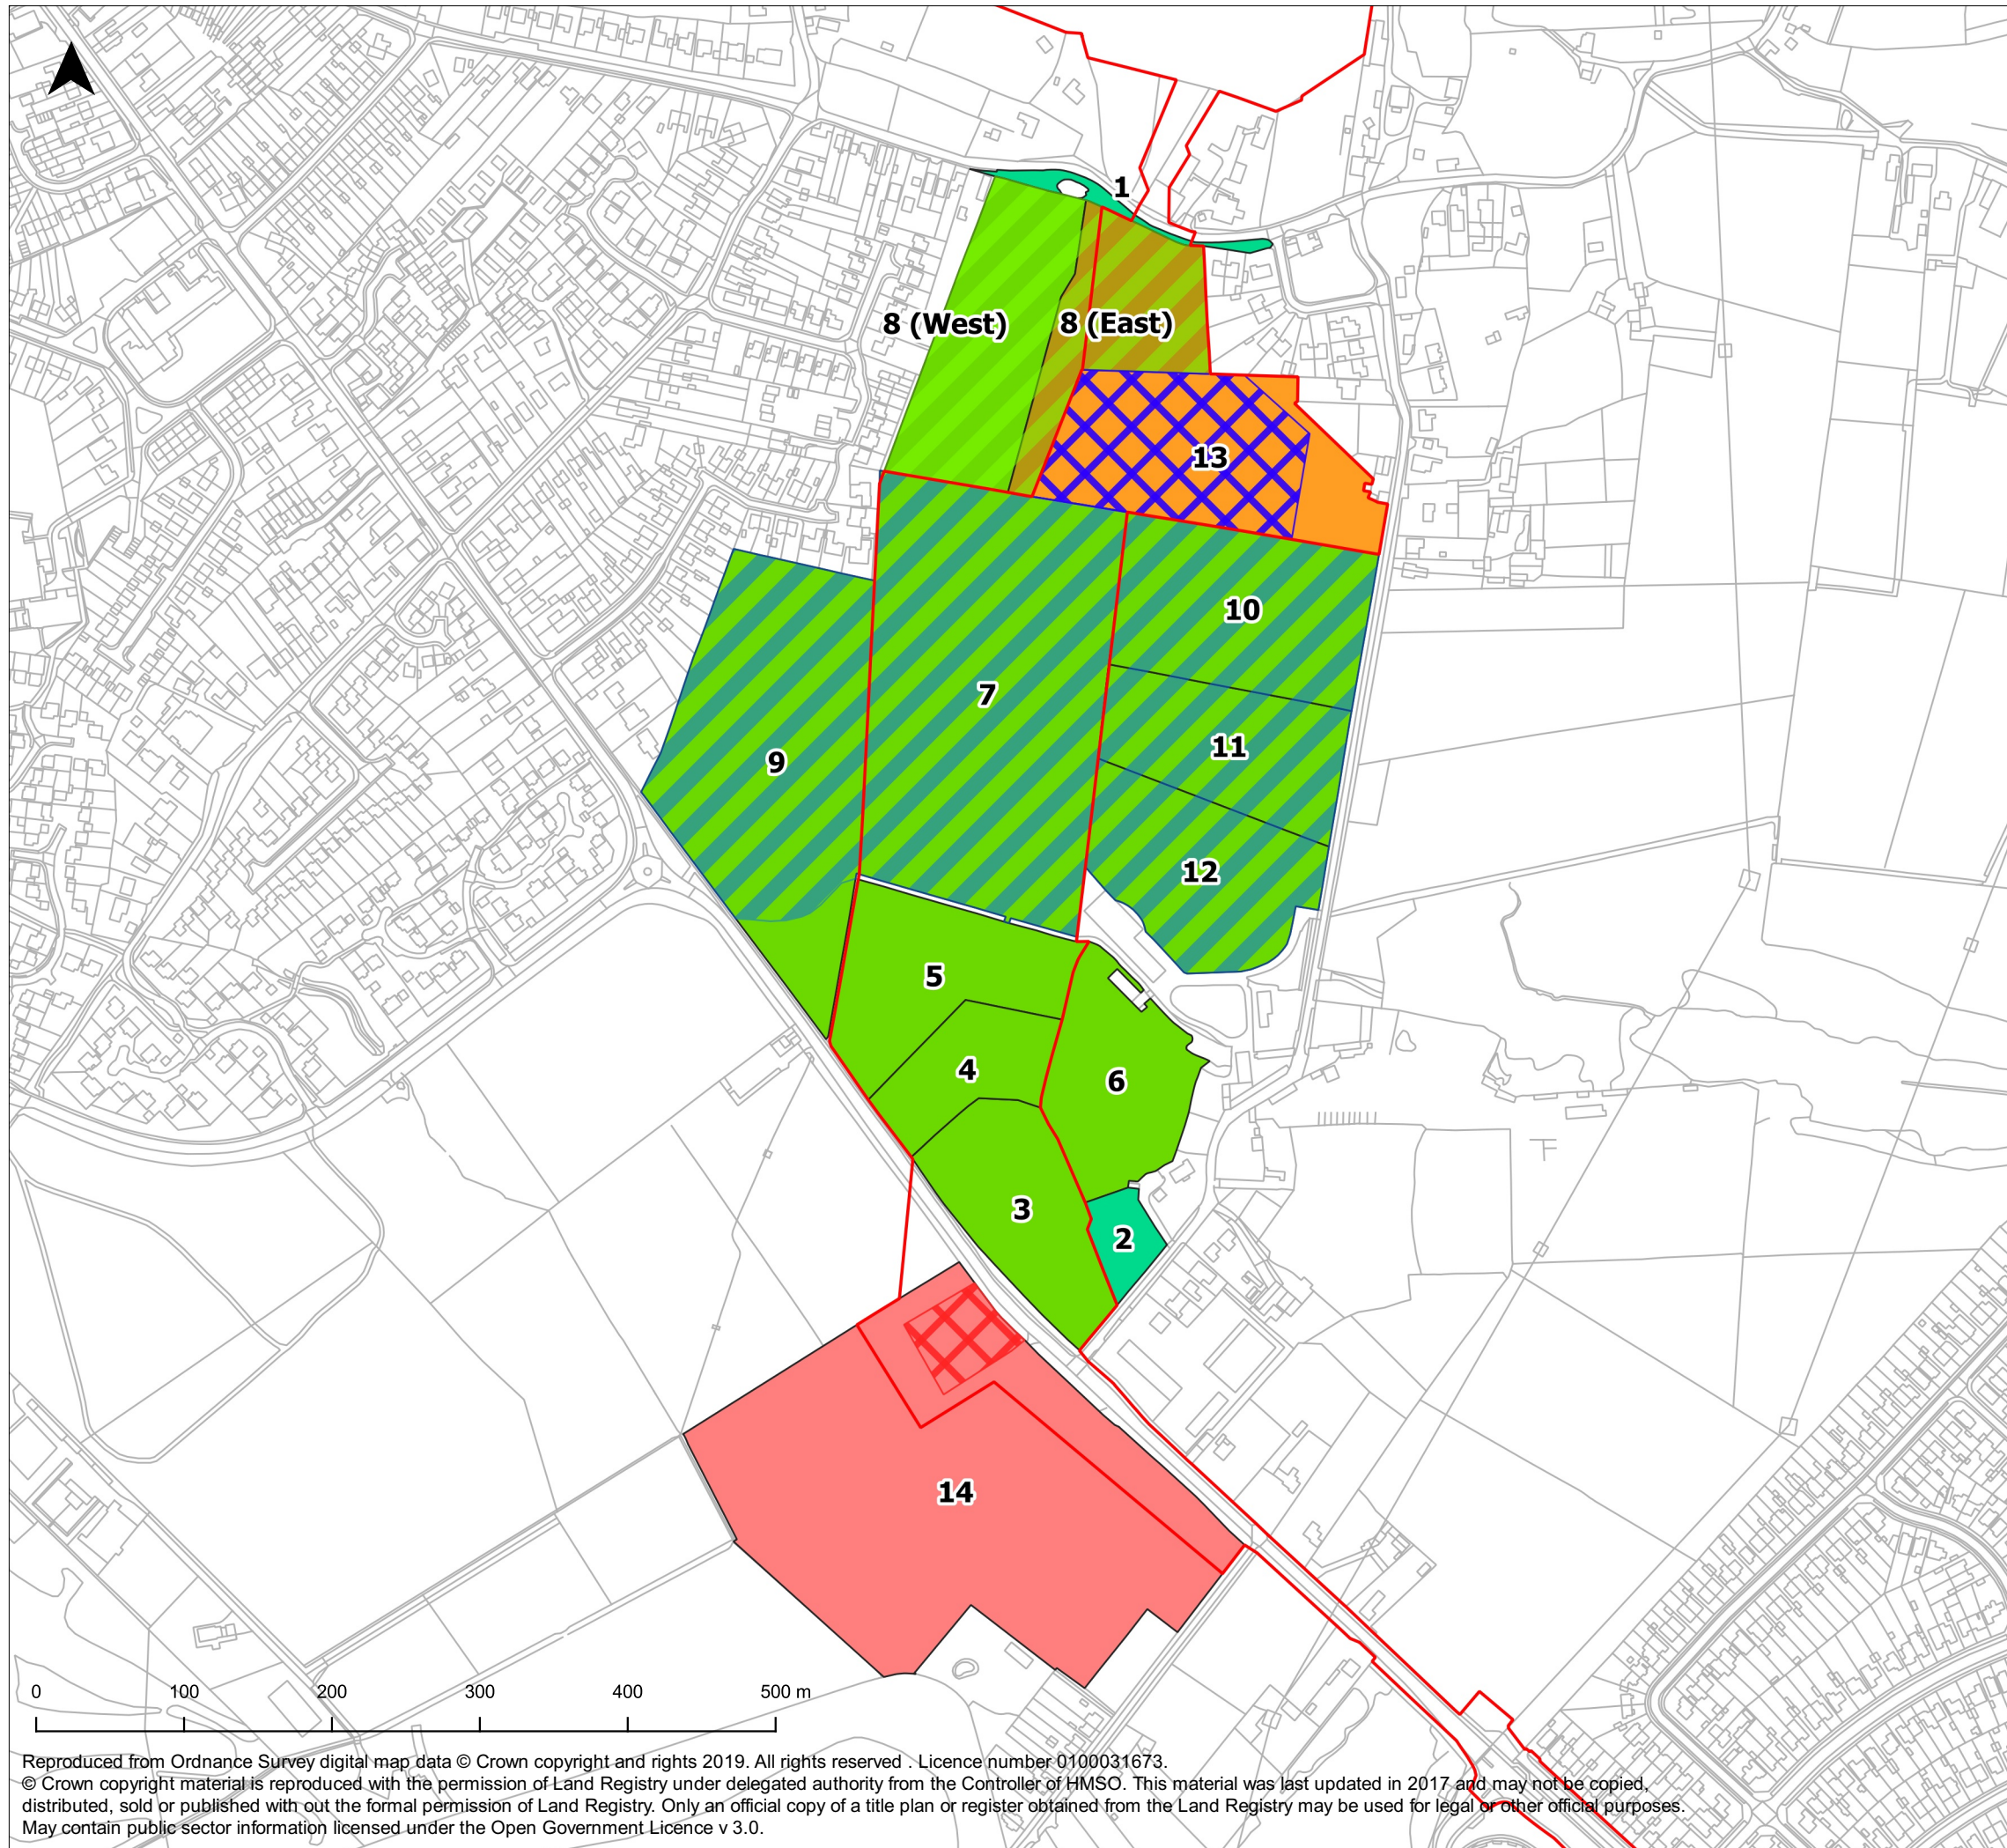 1
8 (West)
8 (East)
13
10
7
11
9
12
5
4
6
3
2
14
0 100 200 300 400 500 m
Reproduced from Ordnance Survey digital map data © Crown copyright and rights 2019. All rights reserved . Licence number 0100031673.
© Crown copyright material is reproduced with the permission of Land Registry under delegated authority from the Controller of HMSO. This material was last updated in 2017 and may not be copied,
distributed, sold or published with out the formal permission of Land Registry. Only an official copy of a title plan or register obtained from the Land Registry may be used for legal or other official purposes.
May contain public sector information licensed under the Open Government Licence v 3.0.